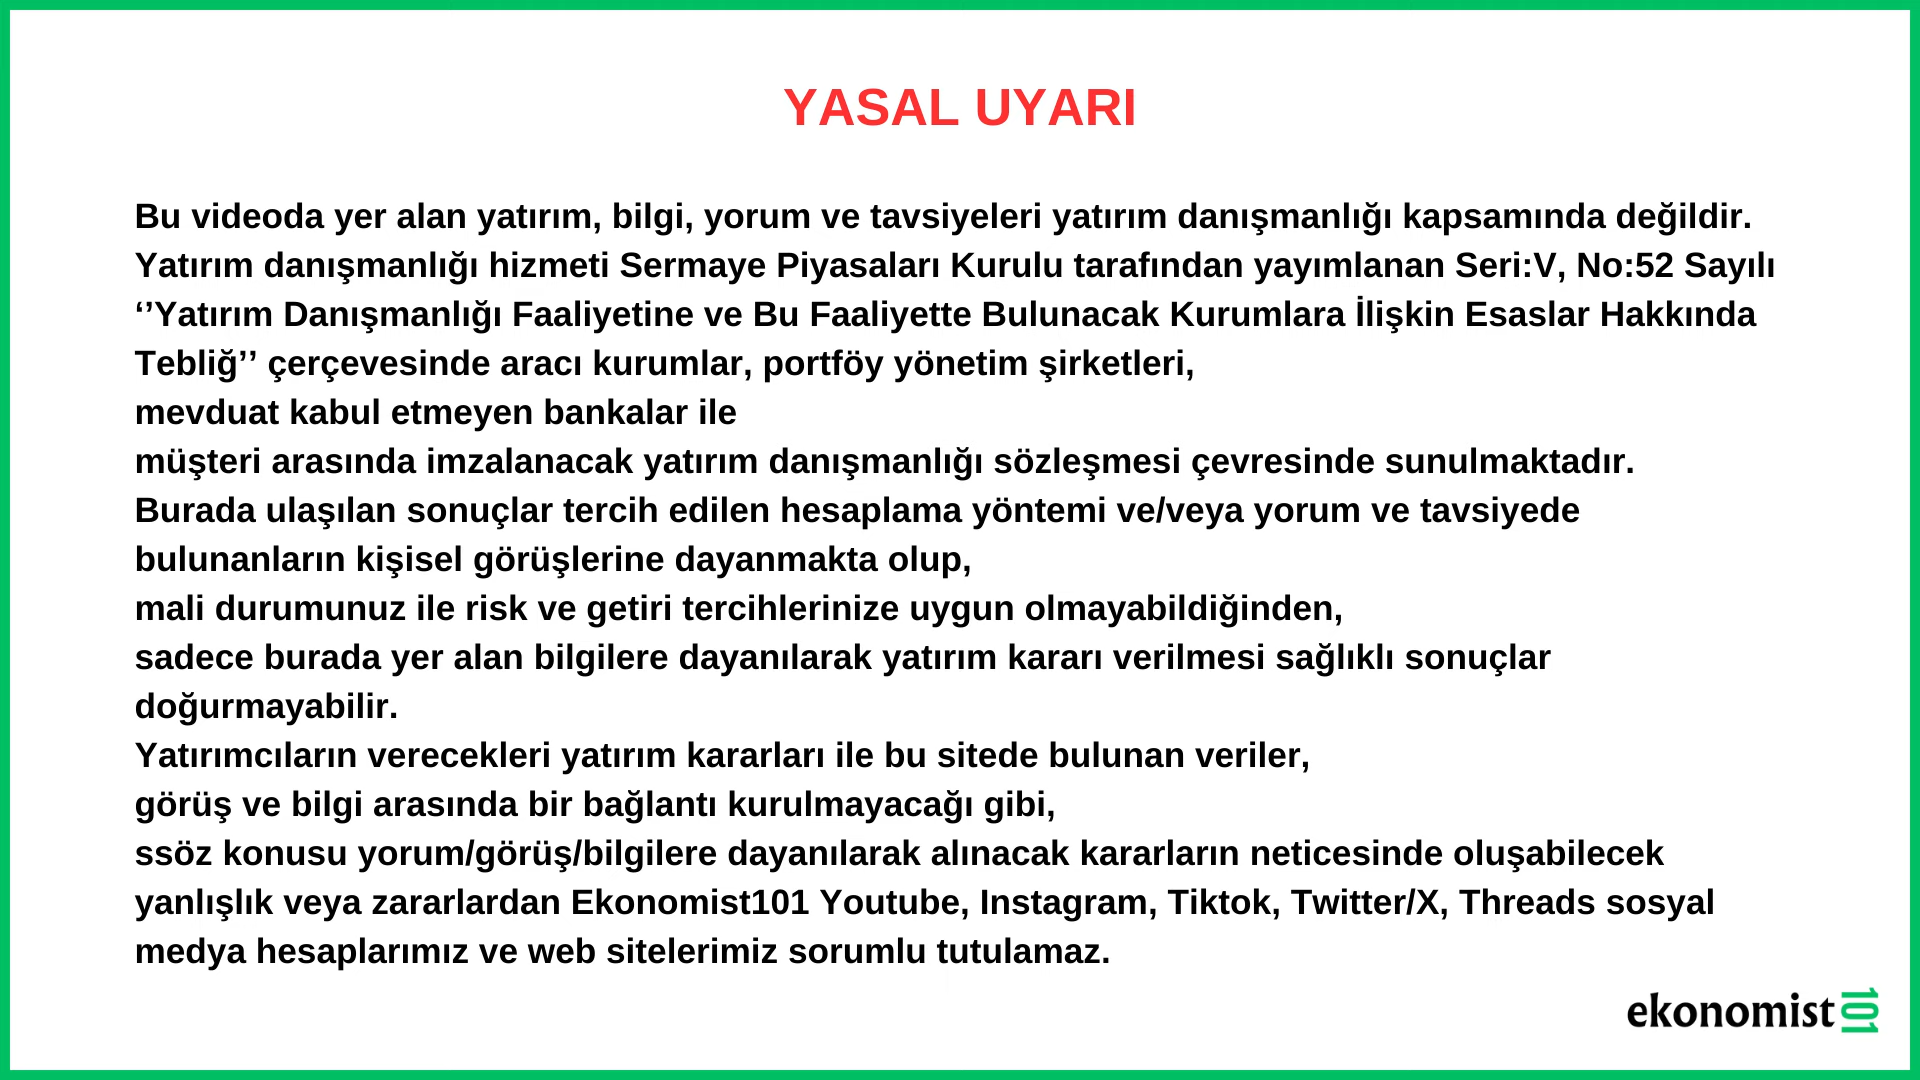 YASAL UYARI
Bu videoda yer alan yatırım, bilgi, yorum ve tavsiyeleri yatırım danışmanlığı kapsamında değildir.
Yatırım danışmanlığı hizmeti Sermaye Piyasaları Kurulu tarafından yayımlanan Seri:V, No:52 Sayılı
‘’Yatırım Danışmanlığı Faaliyetine ve Bu Faaliyette Bulunacak Kurumlara İlişkin Esaslar Hakkında
Tebliğ’’ çerçevesinde aracı kurumlar, portföy yönetim şirketleri,
mevduat kabul etmeyen bankalar ile
müşteri arasında imzalanacak yatırım danışmanlığı sözleşmesi çevresinde sunulmaktadır.
Burada ulaşılan sonuçlar tercih edilen hesaplama yöntemi ve/veya yorum ve tavsiyede
bulunanların kişisel görüşlerine dayanmakta olup,
mali durumunuz ile risk ve getiri tercihlerinize uygun olmayabildiğinden,
sadece burada yer alan bilgilere dayanılarak yatırım kararı verilmesi sağlıklı sonuçlar
doğurmayabilir.
Yatırımcıların verecekleri yatırım kararları ile bu sitede bulunan veriler,
görüş ve bilgi arasında bir bağlantı kurulmayacağı gibi,
ssöz konusu yorum/görüş/bilgilere dayanılarak alınacak kararların neticesinde oluşabilecek
yanlışlık veya zararlardan Ekonomist101 Youtube, Instagram, Tiktok, Twitter/X, Threads sosyal
medya hesaplarımız ve web sitelerimiz sorumlu tutulamaz.
ekonomist101